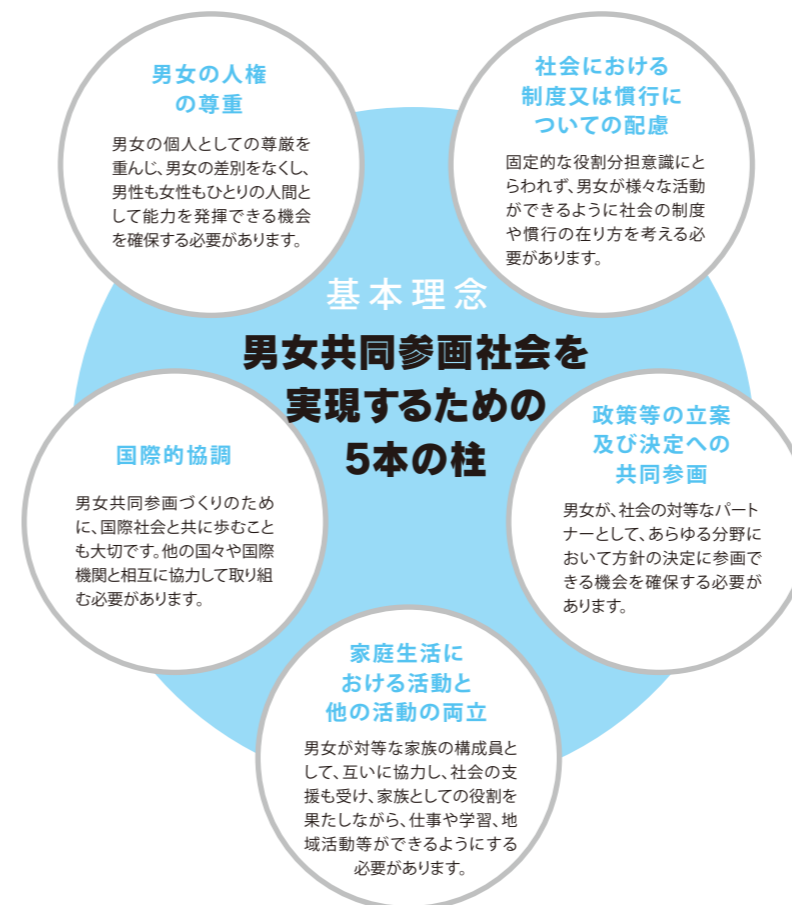 男女の人権
の尊重
男女の個人としての尊厳を
重んじ、男女の差別をなくし、
男性も女性もひとりの人間と
して能力を発揮できる機会
を確保する必要があります。
社会における
制度又は慣行に
ついての配慮
固定的な役割分担意識にと
らわれず、男女が様々な活動
ができるように社会の制度
や慣行の在り方を考える必
要があります。
基本理念
男女共同参画社会を
実現するための
5本の柱
国際的協調
男女共同参画づくりのため
に、国際社会と共に歩むこと
も大切です。他の国々や国際
機関と相互に協力して取り組
む必要があります。
政策等の立案
及び決定への
共同参画
男女が、社会の対等なパート
ナーとして、あらゆる分野に
おいて方針の決定に参画で
きる機会を確保する必要が
あります。
家庭生活に
おける活動と
他の活動の両立
男女が対等な家族の構成員と
して、互いに協力し、社会の支
援も受け、家族としての役割を
果たしながら、仕事や学習、地
域活動等ができるようにする
必要があります。